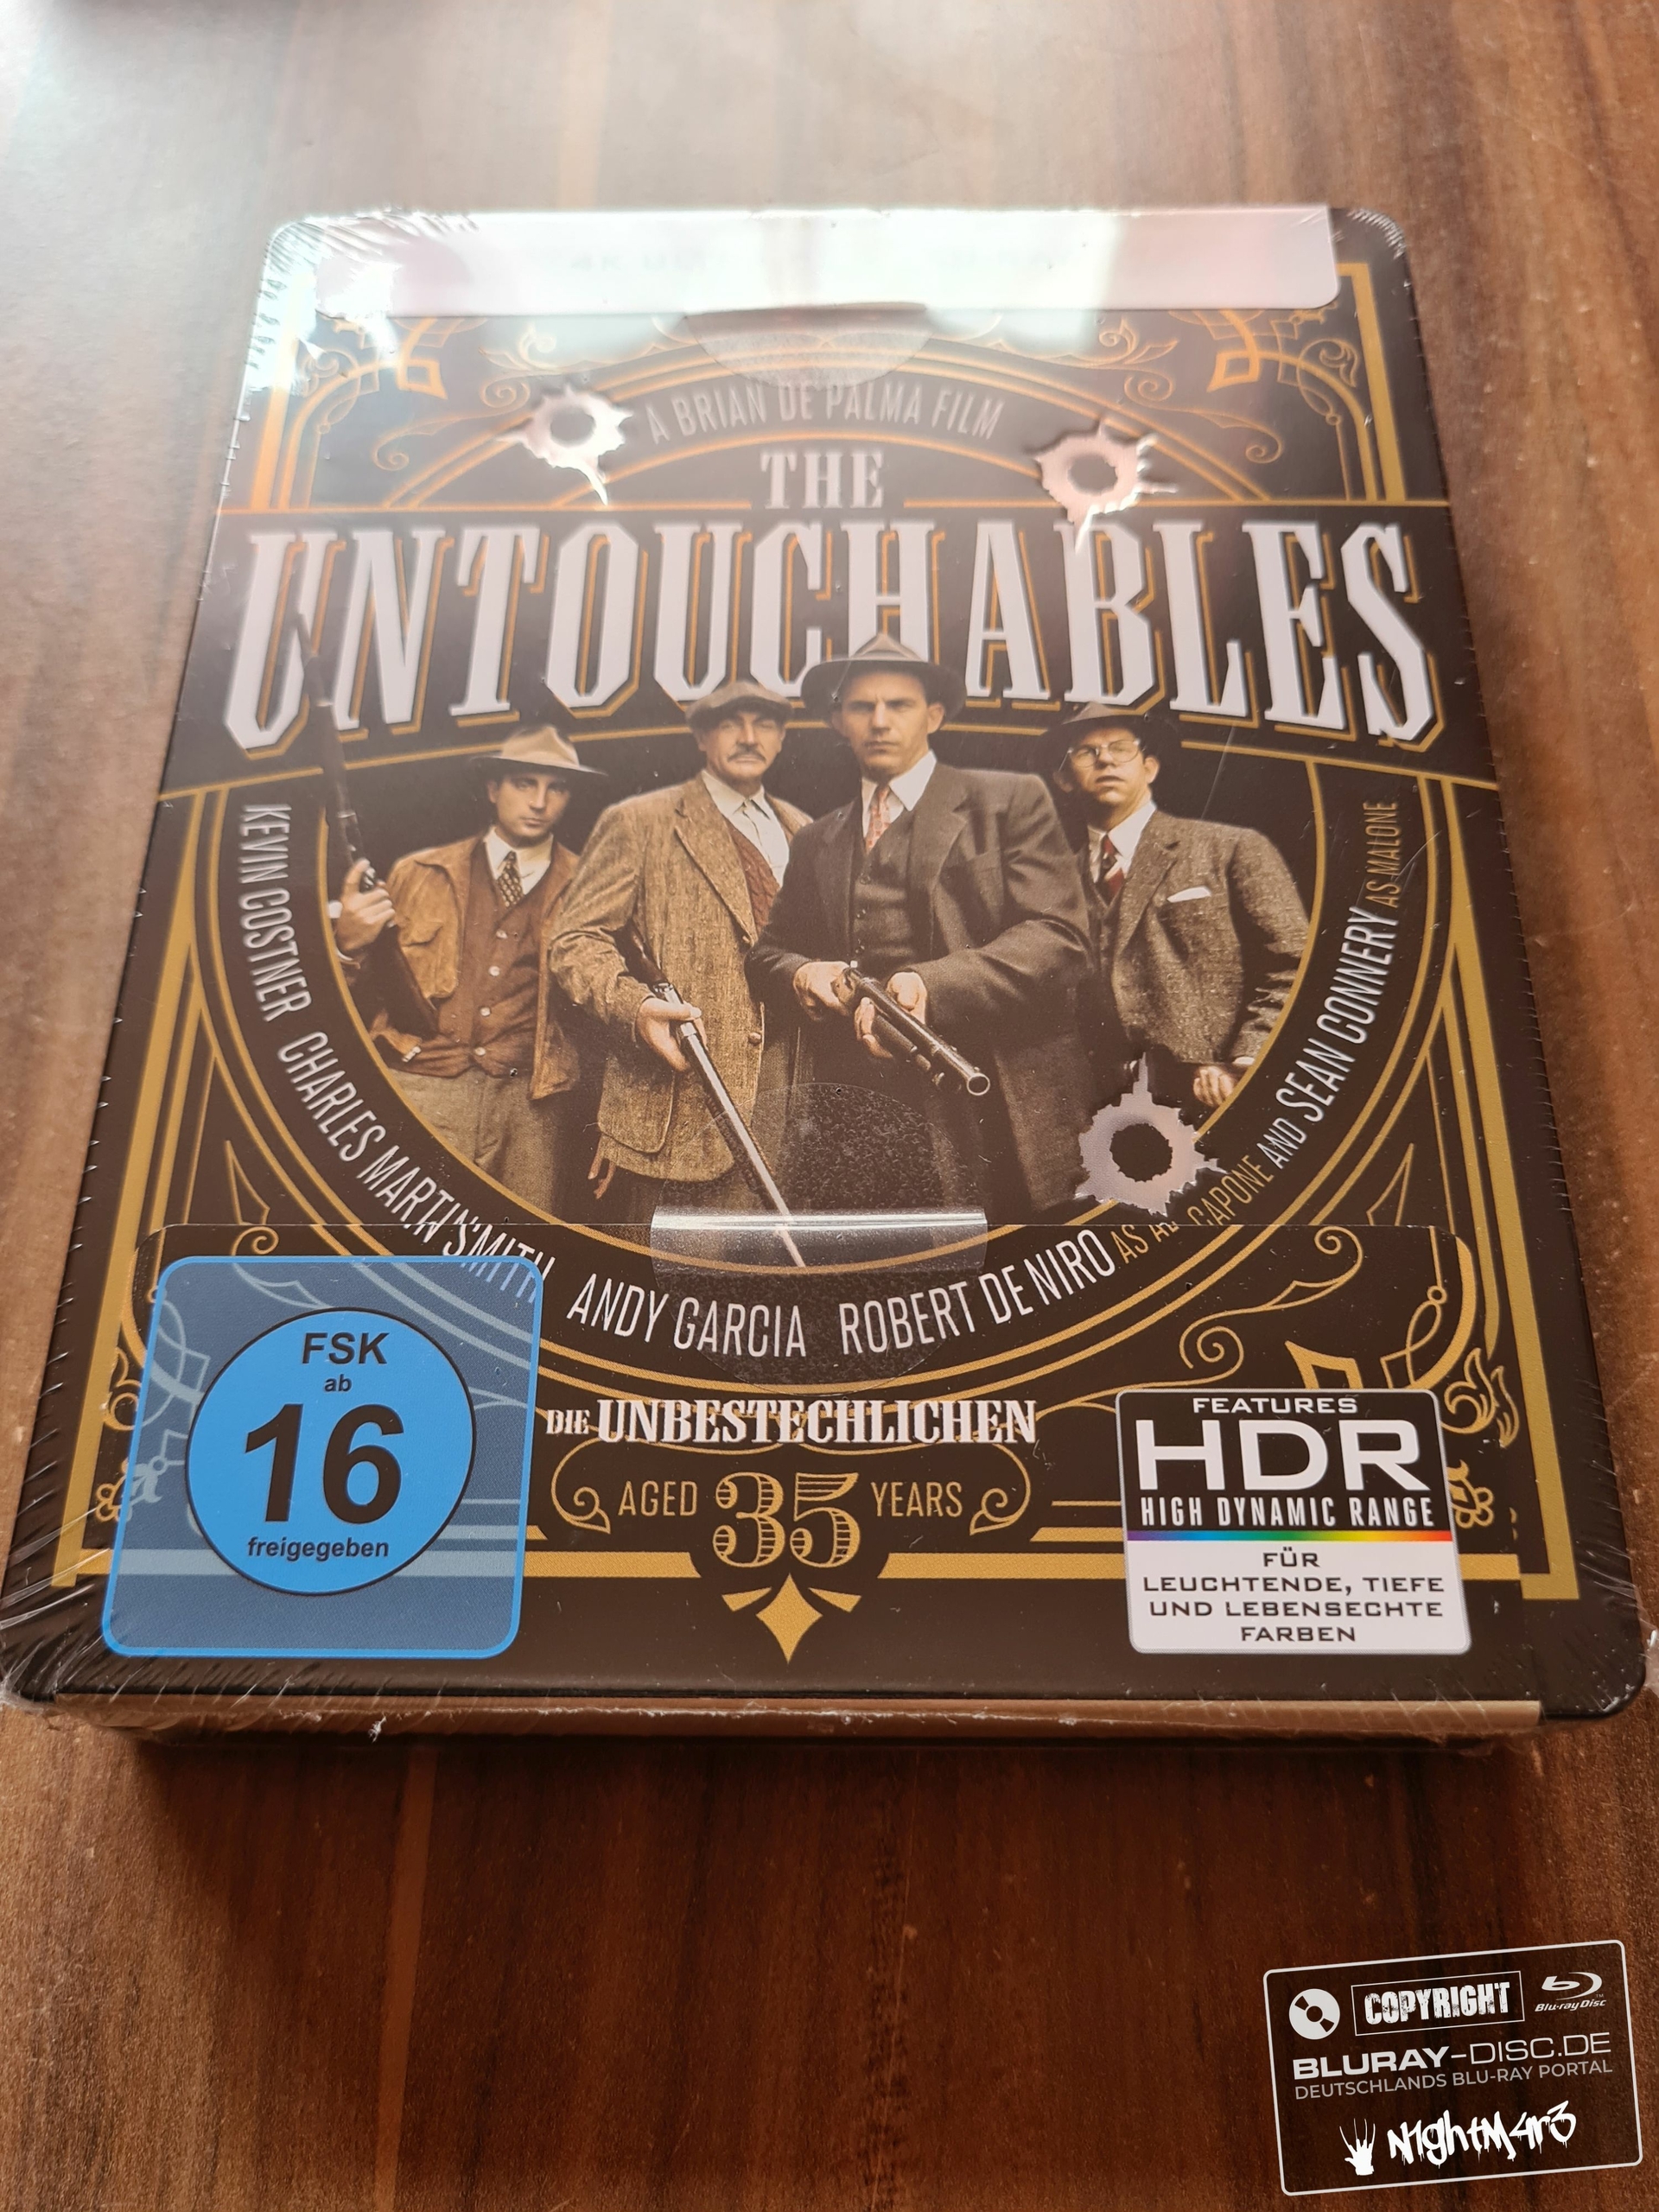 A BRIAN DE PALMA FILM
THE
UNTOUCHABLES
KEVIN COSTNER CHARLES MARTIN SMITH ANDY GARCIA ROBERT DE NIRO AS AL CAPONE AND SEAN CONNERY AS MALONE
DIE UNBESTECHLICHEN
AGED 35 YEARS
FSK
ab
16
freigegeben
FEATURES
HDR
HIGH DYNAMIC RANGE
FÜR
LEUCHTENDE, TIEFE
UND LEBENSECHTE
FARBEN
COPYRIGHT
Blu-ray Disc
BLURAY-DISC.DE
DEUTSCHLANDS BLU-RAY PORTAL
N1ghtM4r3